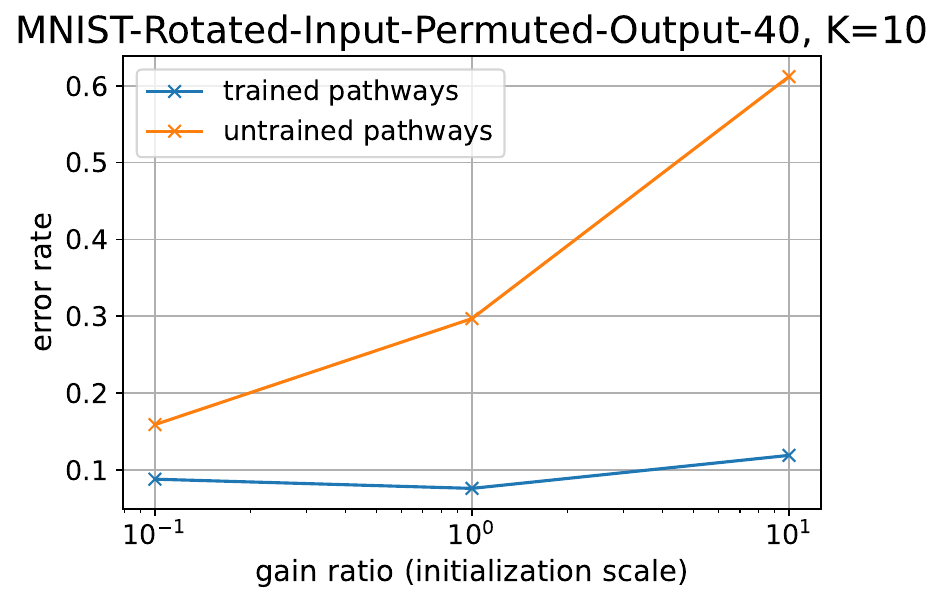 MNIST-Rotated-Input-Permuted-Output-40, K=10
trained pathways
untrained pathways
error rate
0.6
0.5
0.4
0.3
0.2
0.1
10⁻¹
10⁰
10¹
gain ratio (initialization scale)